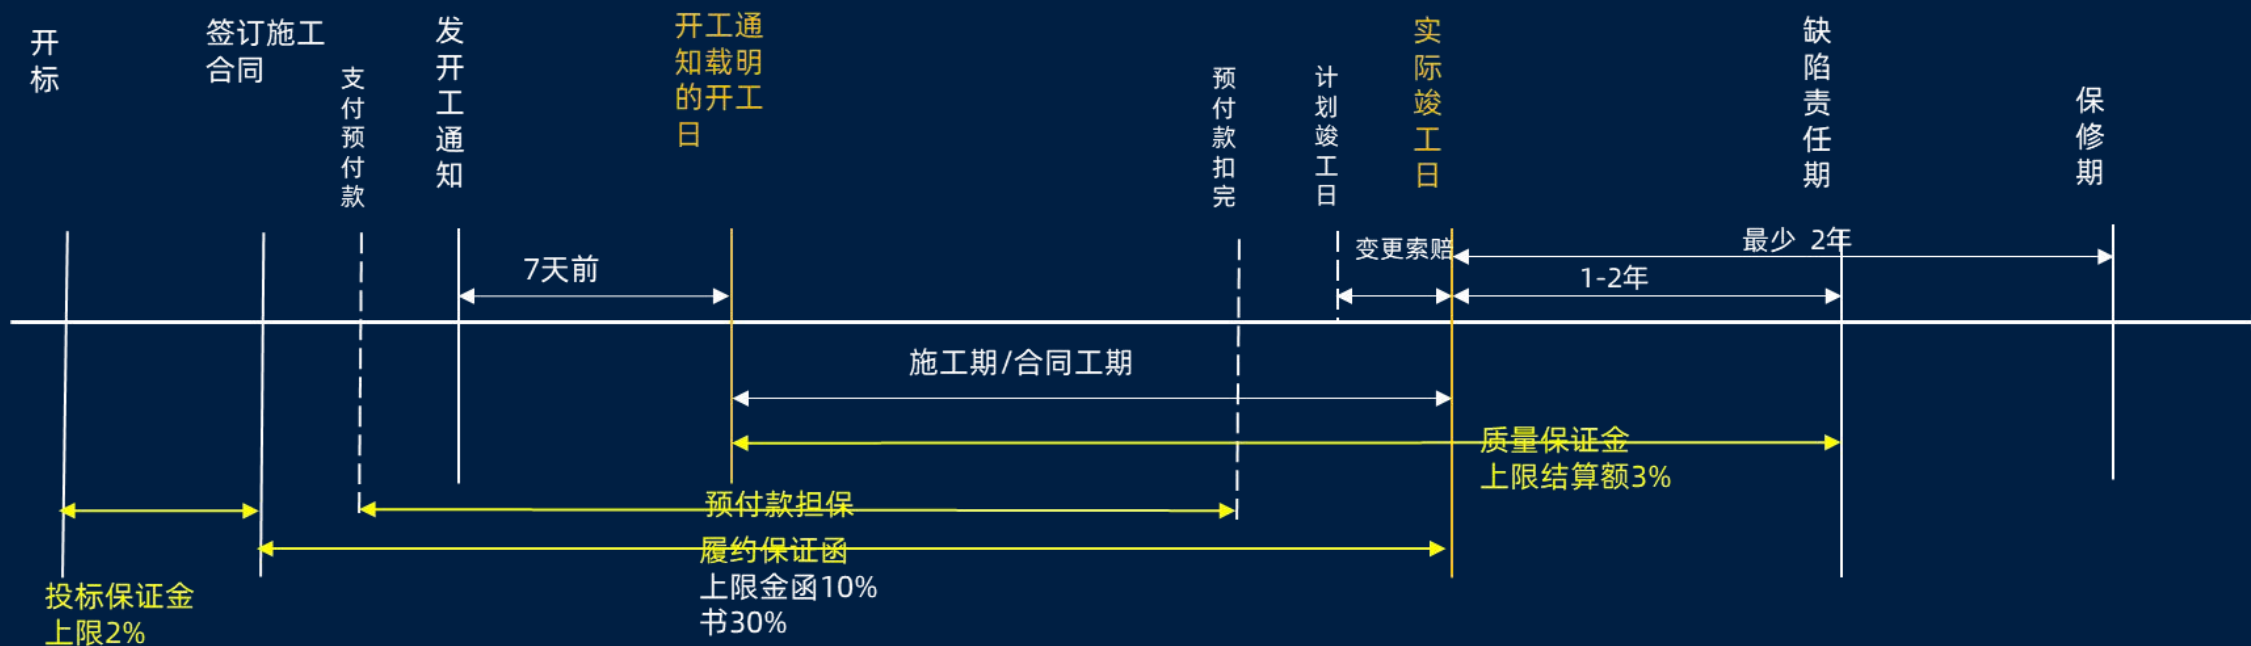 开标
签订施工
合同
支付预付款
发开工通知
开工通
知载明
的开工
日
预付款扣完
计划竣工日
实际竣工日
缺陷责任期
保修期
7天前
变更索赔
最少 2年
1-2年
施工期/合同工期
质量保证金
上限结算额3%
预付款担保
履约保证函
上限金函10%
书30%
投标保证金
上限2%